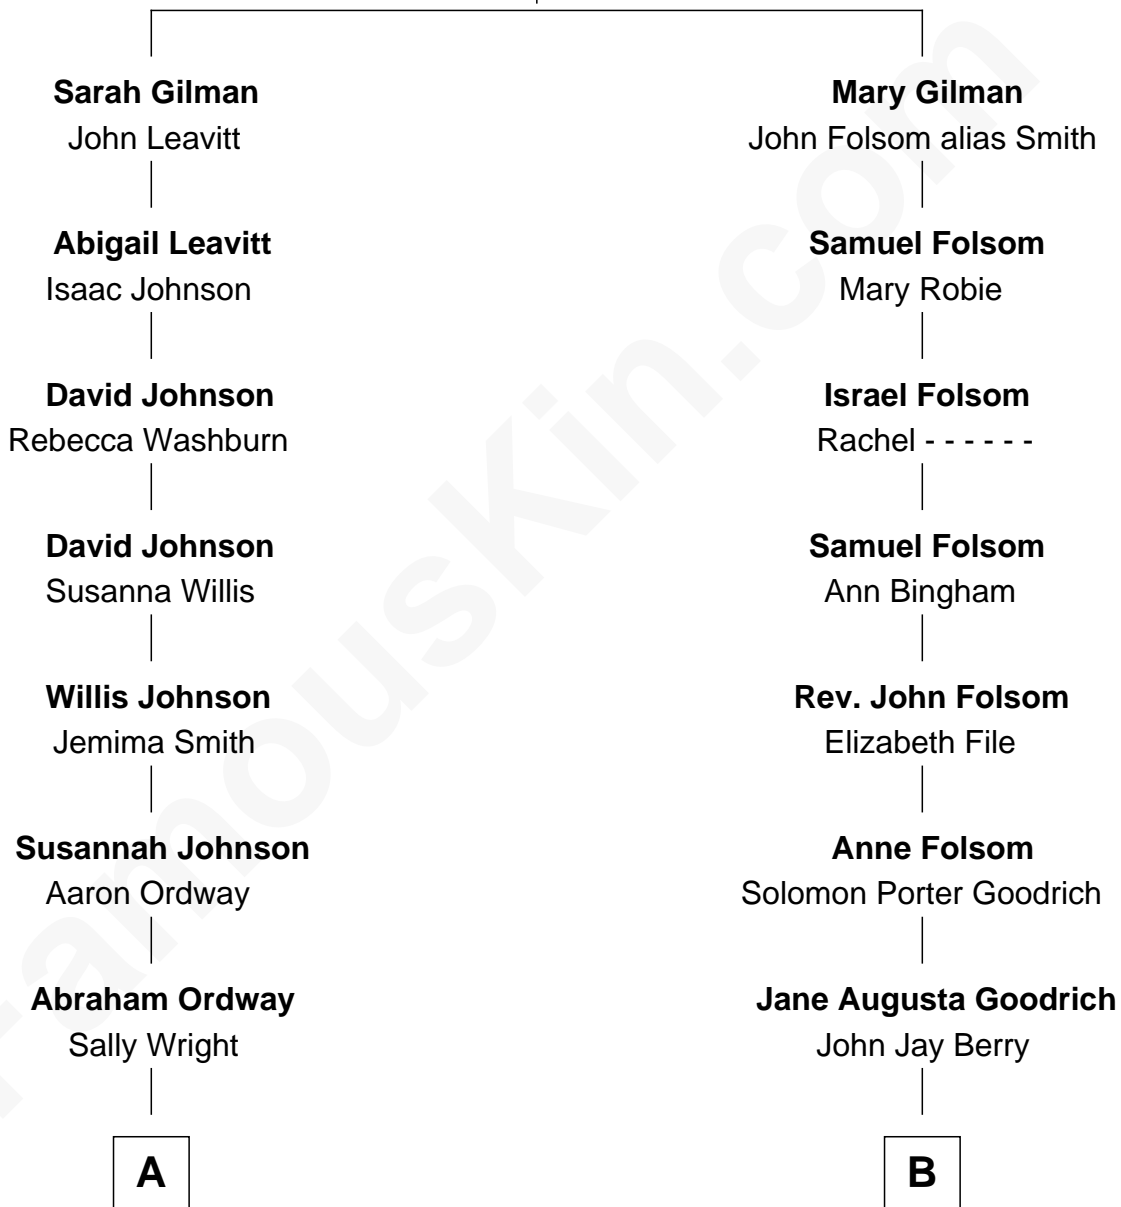 Sarah Gilman
John Leavitt
Abigail Leavitt
Isaac Johnson
David Johnson
Rebecca Washburn
David Johnson
Susanna Willis
Willis Johnson
Jemima Smith
Susannah Johnson
Aaron Ordway
Abraham Ordway
Sally Wright
A
Mary Gilman
John Folsom alias Smith
Samuel Folsom
Mary Robie
Israel Folsom
Rachel - - - - - -
Samuel Folsom
Ann Bingham
Rev. John Folsom
Elizabeth File
Anne Folsom
Solomon Porter Goodrich
Jane Augusta Goodrich
John Jay Berry
B
FamousKin.com